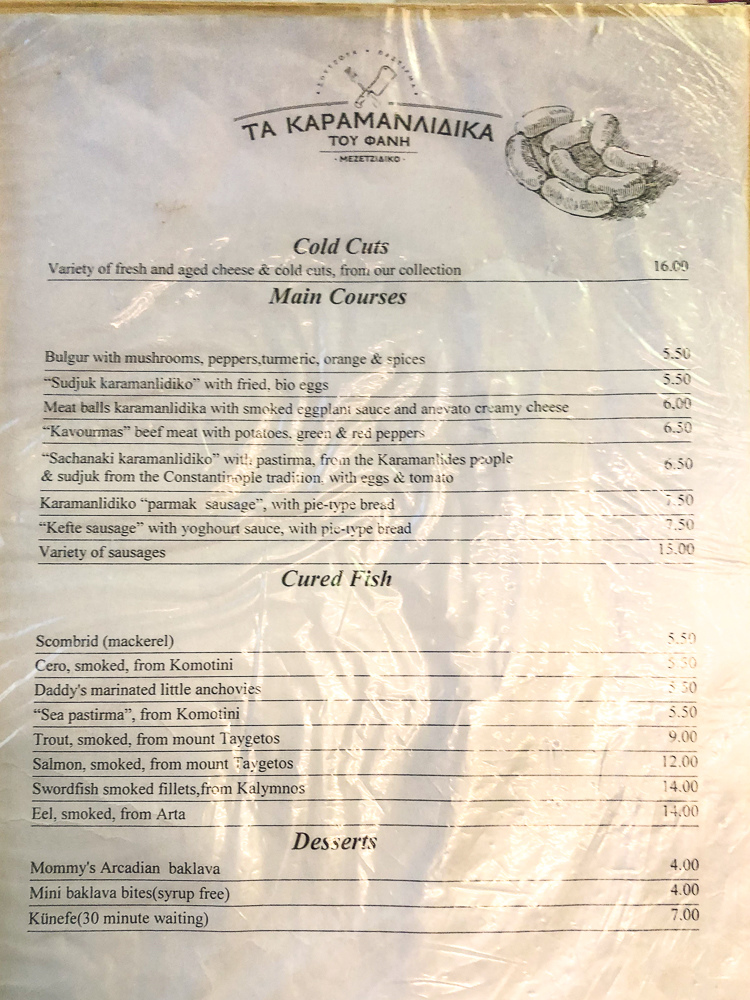 ΣΟΥΤΖΟΥΚ • ΠΑΣΤΙΡΜΑ
ΤΑ ΚΑΡΑΜΑΝΛΙΔΙΚΑ
ΤΟΥ ΦΑΝΗ
· ΜΕΖΕΤΖΙΔΙΚΟ ·
Cold Cuts
Variety of fresh and aged cheese & cold cuts, from our collection 16.00
Main Courses
Bulgur with mushrooms, peppers,turmeric, orange & spices 5.50
“Sudjuk karamanlidiko” with fried, bio eggs 5.50
Meat balls karamanlidika with smoked eggplant sauce and anevato creamy cheese 6,00
“Kavourmas” beef meat with potatoes, green & red peppers 6.50
“Sachanaki karamanlidiko” with pastirma, from the Karamanlides people
& sudjuk from the Constantinople tradition, with eggs & tomato 6.50
Karamanlidiko “parmak sausage”, with pie-type bread 7.50
“Kefte sausage” with yoghourt sauce, with pie-type bread 7.50
Variety of sausages 15.00
Cured Fish
Scombrid (mackerel) 5.50
Cero, smoked, from Komotini 5.50
Daddy's marinated little anchovies 5.50
“Sea pastirma”, from Komotini 5.50
Trout, smoked, from mount Taygetos 9.00
Salmon, smoked, from mount Taygetos 12.00
Swordfish smoked fillets,from Kalymnos 14.00
Eel, smoked, from Arta 14.00
Desserts
Mommy's Arcadian baklava 4.00
Mini baklava bites(syrup free) 4.00
Künefe(30 minute waiting) 7.00